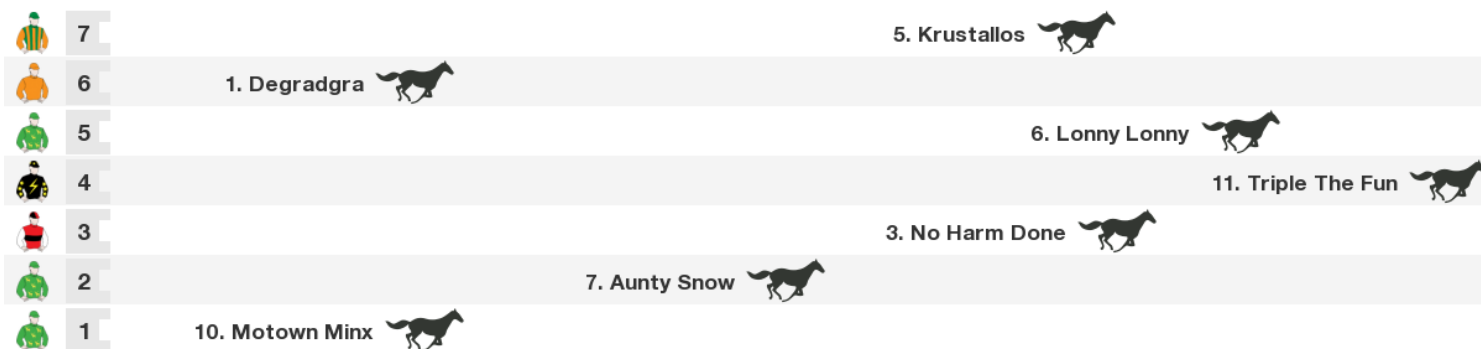 7 5. Krustallos
6 1. Degradgra
5 6. Lonny Lonny
4 11. Triple The Fun
3 3. No Harm Done
2 7. Aunty Snow
1 10. Motown Minx